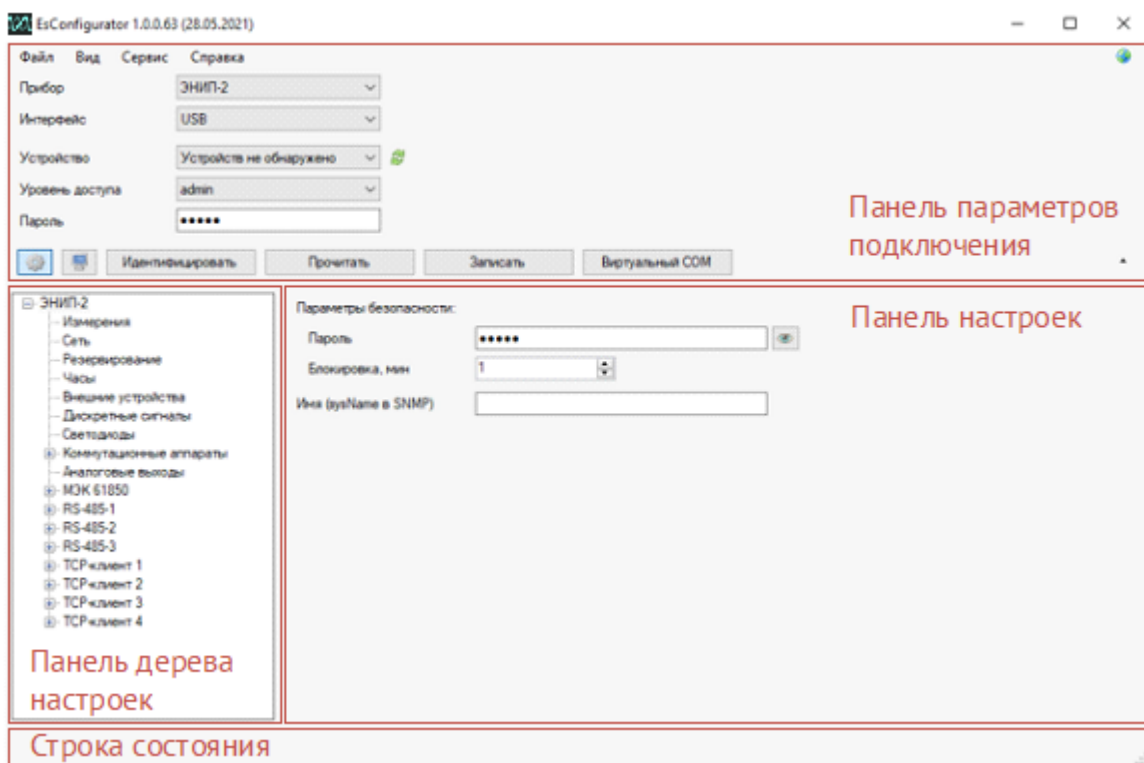 EsConfigurator 1.0.0.63 (28.05.2021)
Файл Вид Сервис Справка
Прибор ЭНИП-2
Интерфейс USB
Устройство Устройств не обнаружено
Уровень доступа admin
Пароль •••••
Панель параметров
подключения
Идентифицировать Прочитать Записать Виртуальный COM
ЭНИП-2
Измерения
Сеть
Резервирование
Часы
Внешние устройства
Дискретные сигналы
Светодиоды
Коммутационные аппараты
Аналоговые выходы
МЭК 61850
RS-485-1
RS-485-2
RS-485-3
TCP-клиент 1
TCP-клиент 2
TCP-клиент 3
TCP-клиент 4
Панель дерева
настроек
Параметры безопасности:
Панель настроек
Пароль •••••
Блокировка, мин 1
Имя (sysName в SNMP)
Строка состояния